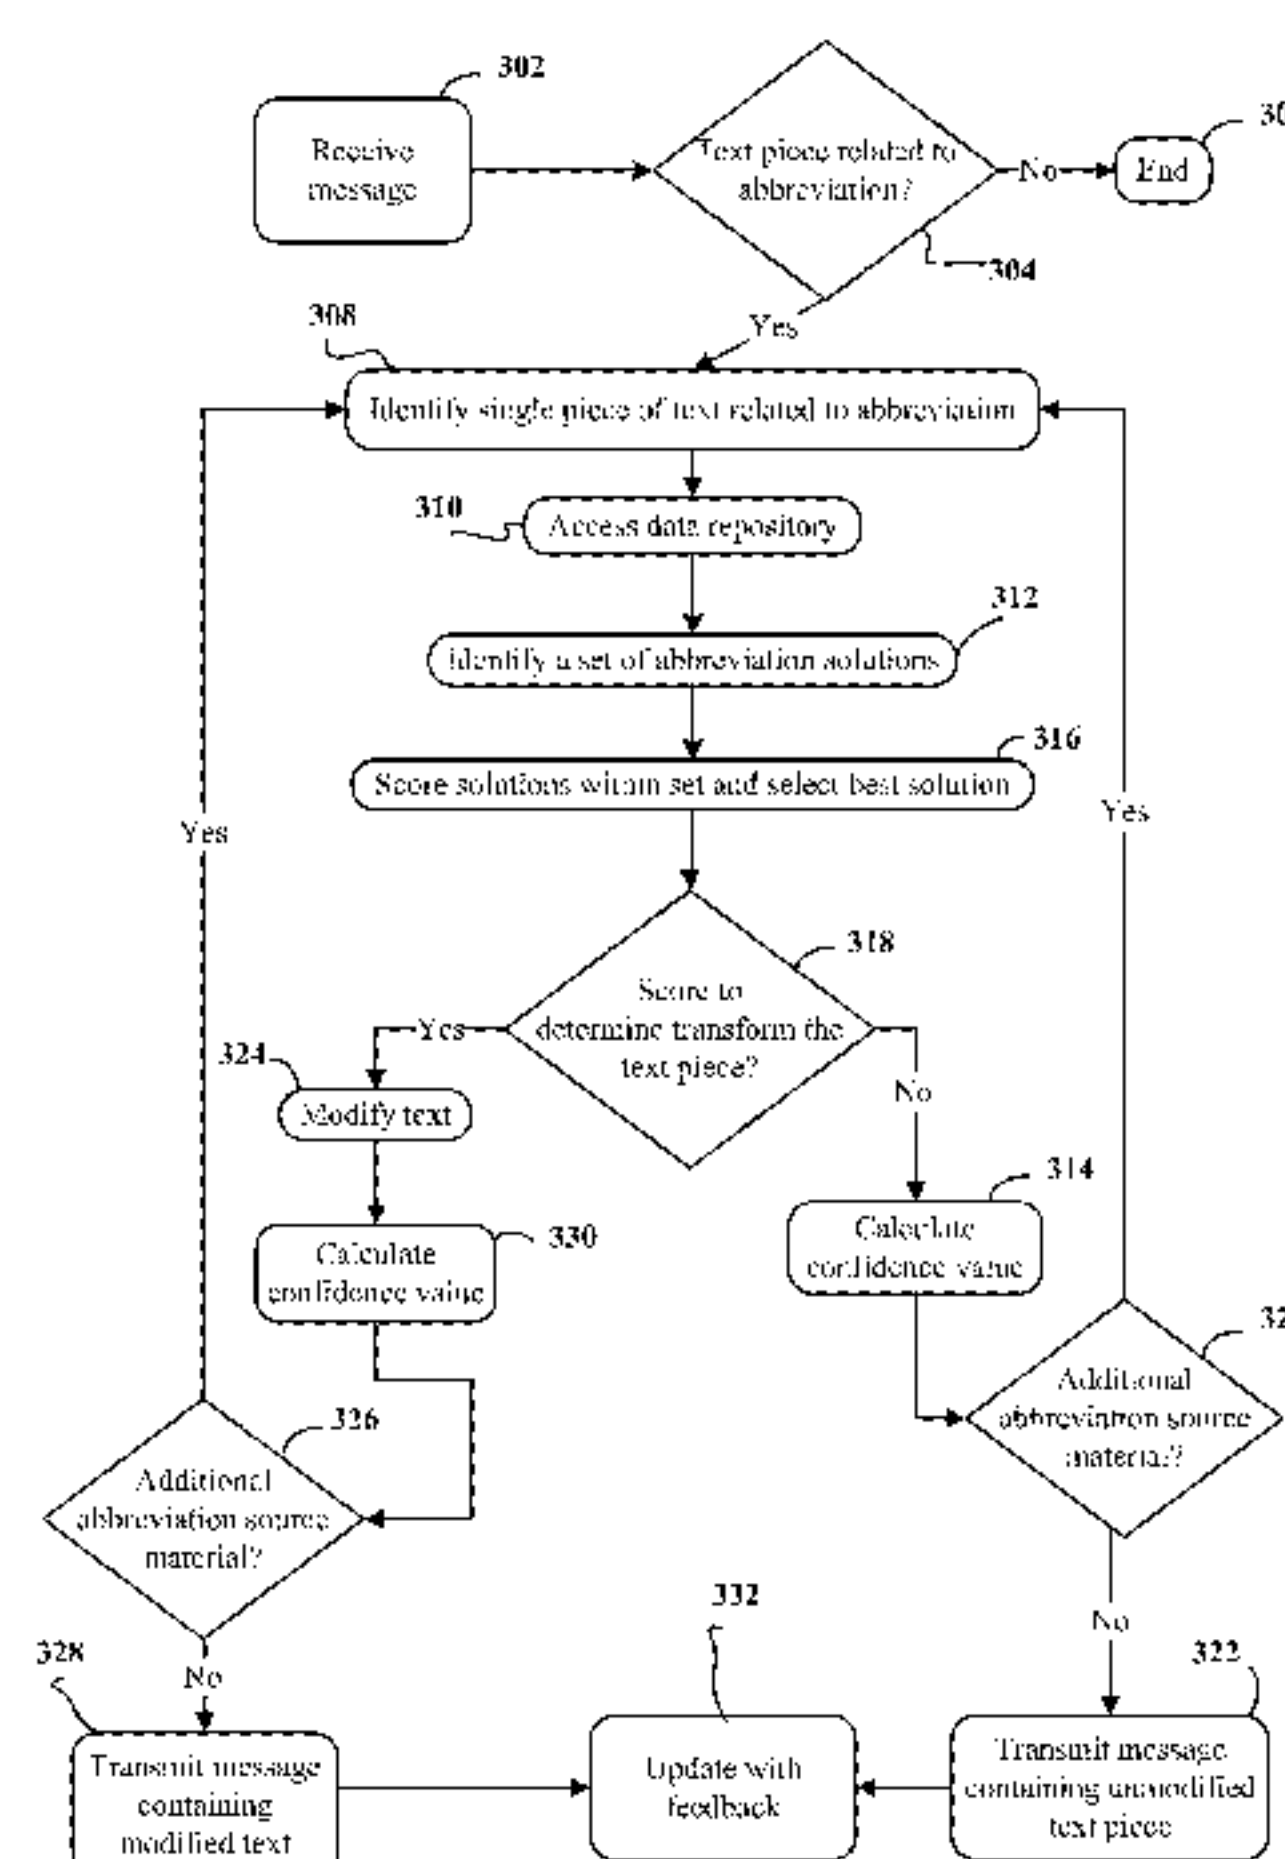 302
Receive
message
Text piece related to
abbreviation?
No
End
30
304
Yes
308
Identify single piece of text related to abbreviation
310
Access data repository
312
Identify a set of abbreviation solutions
316
Score solutions within set and select best solution
Yes
Yes
318
Score to
determine transform the
text piece?
Yes
No
324
Modify text
314
Calculate
confidence value
330
Calculate
confidence value
32
Additional
abbreviation source
material?
326
Additional
abbreviation source
material?
No
No
332
328
322
Transmit message
containing
modified text
Update with
feedback
Transmit message
containing unmodified
text piece